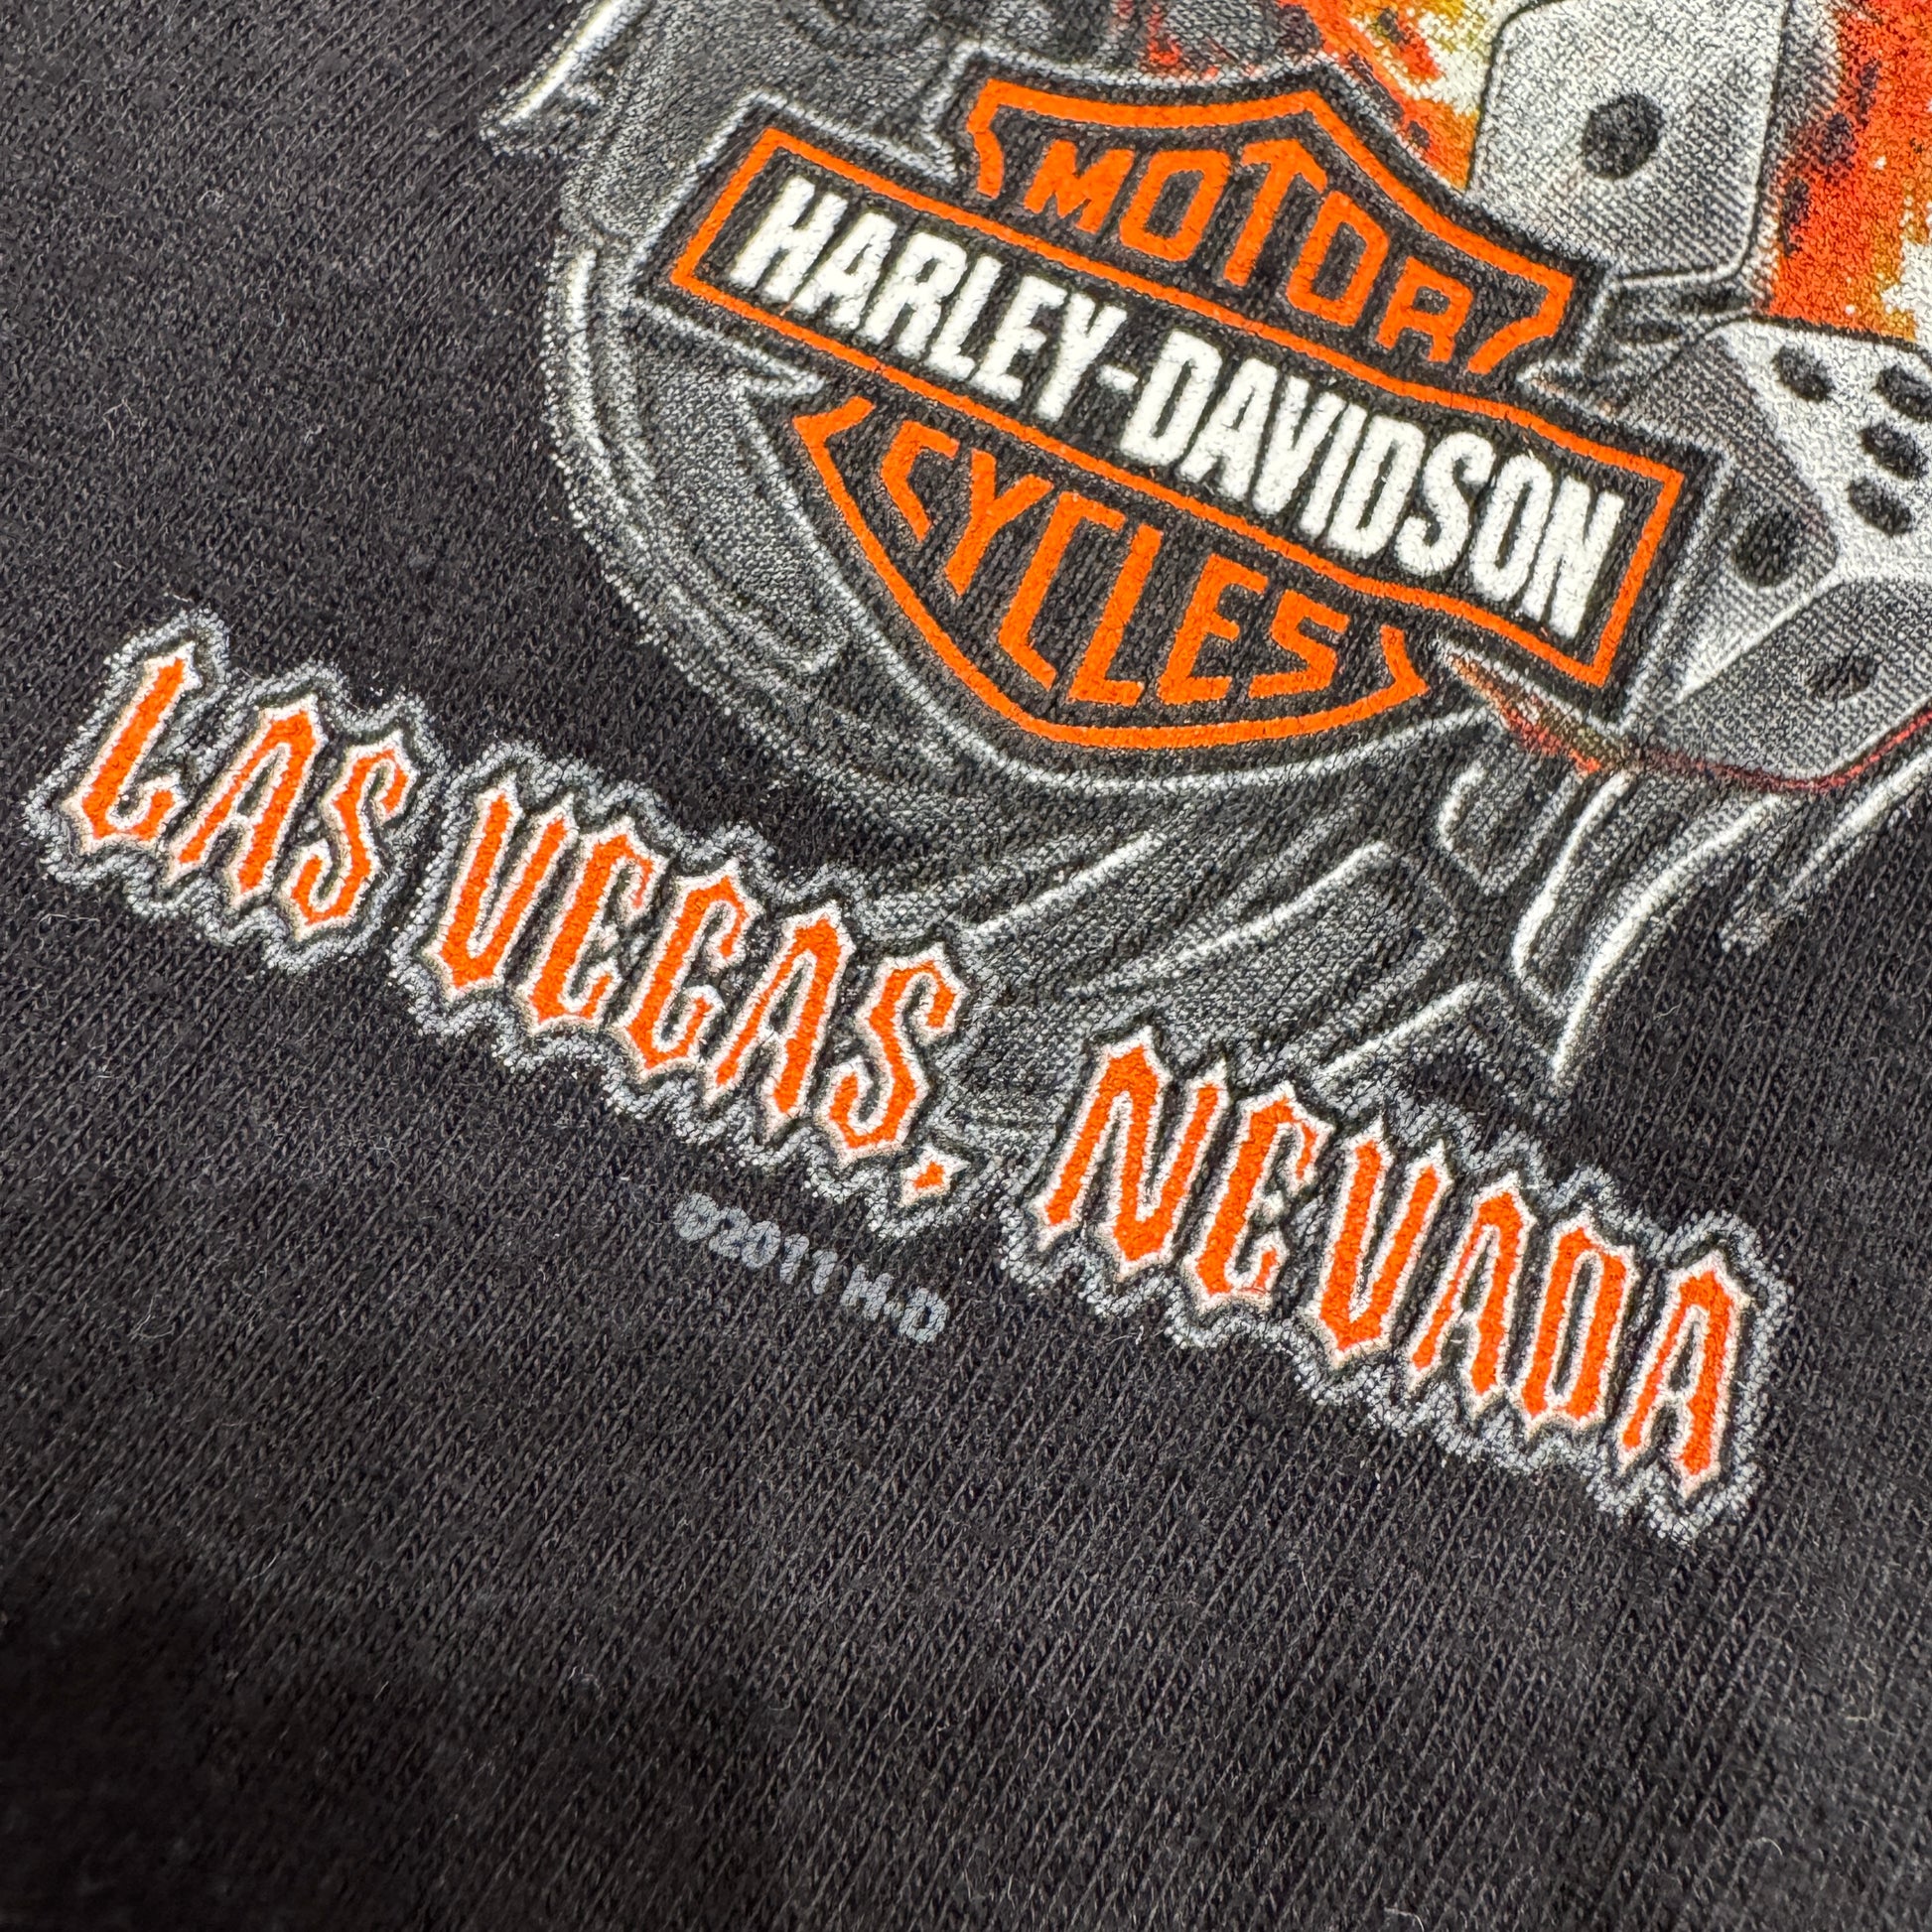 MOTOR
HARLEY-DAVIDSON
CYCLES
LAS VEGAS, NEVADA
©2011 H-D